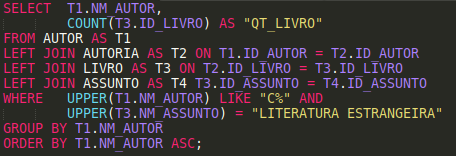 SELECT T1.NM_AUTOR,
COUNT(T3.ID_LIVRO) AS "QT_LIVRO"
FROM AUTOR AS T1
LEFT JOIN AUTORIA AS T2 ON T1.ID_AUTOR = T2.ID_AUTOR
LEFT JOIN LIVRO AS T3 ON T2.ID_LIVRO = T3.ID_LIVRO
LEFT JOIN ASSUNTO AS T4 T3.ID_ASSUNTO = T4.ID_ASSUNTO
WHERE UPPER(T1.NM_AUTOR) LIKE "C%" AND
UPPER(T3.NM_ASSUNTO) = "LITERATURA ESTRANGEIRA"
GROUP BY T1.NM_AUTOR
ORDER BY T1.NM_AUTOR ASC;